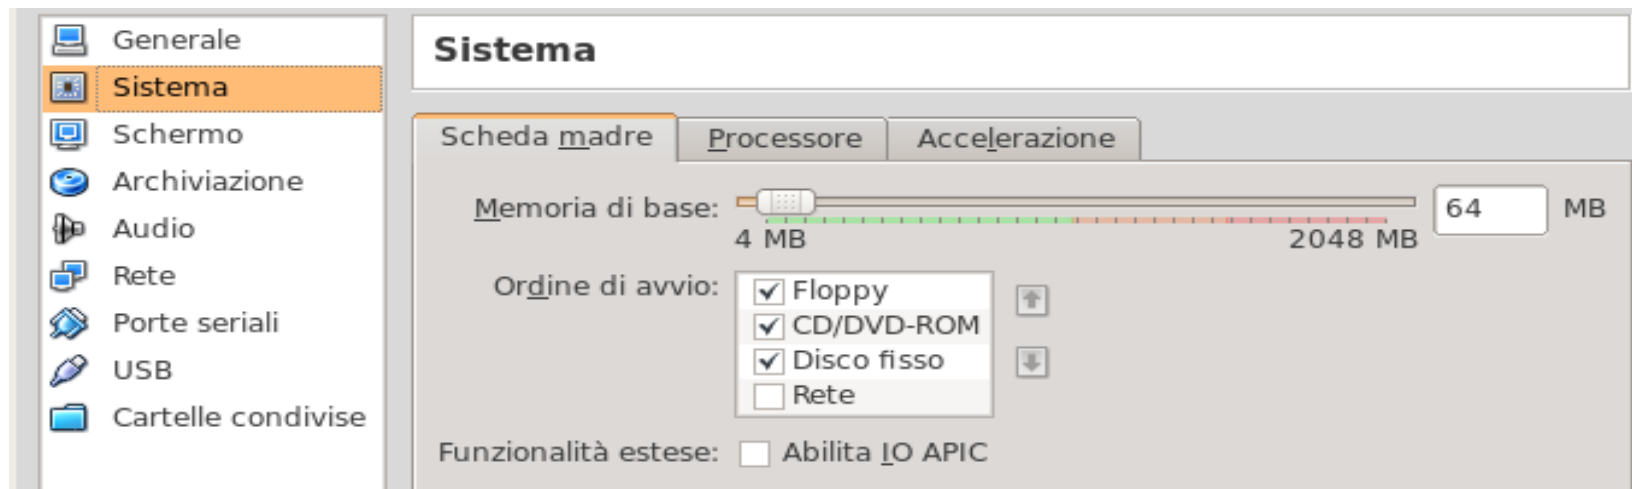 Generale
Sistema
Schermo
Archiviazione
Audio
Rete
Porte seriali
USB
Cartelle condivise
Sistema
Scheda madre
Processore
Accelerazione
Memoria di base:
64
MB
4 MB
2048 MB
Ordine di avvio:
Floppy
CD/DVD-ROM
Disco fisso
Rete
Funzionalità estese:
Abilita IO APIC